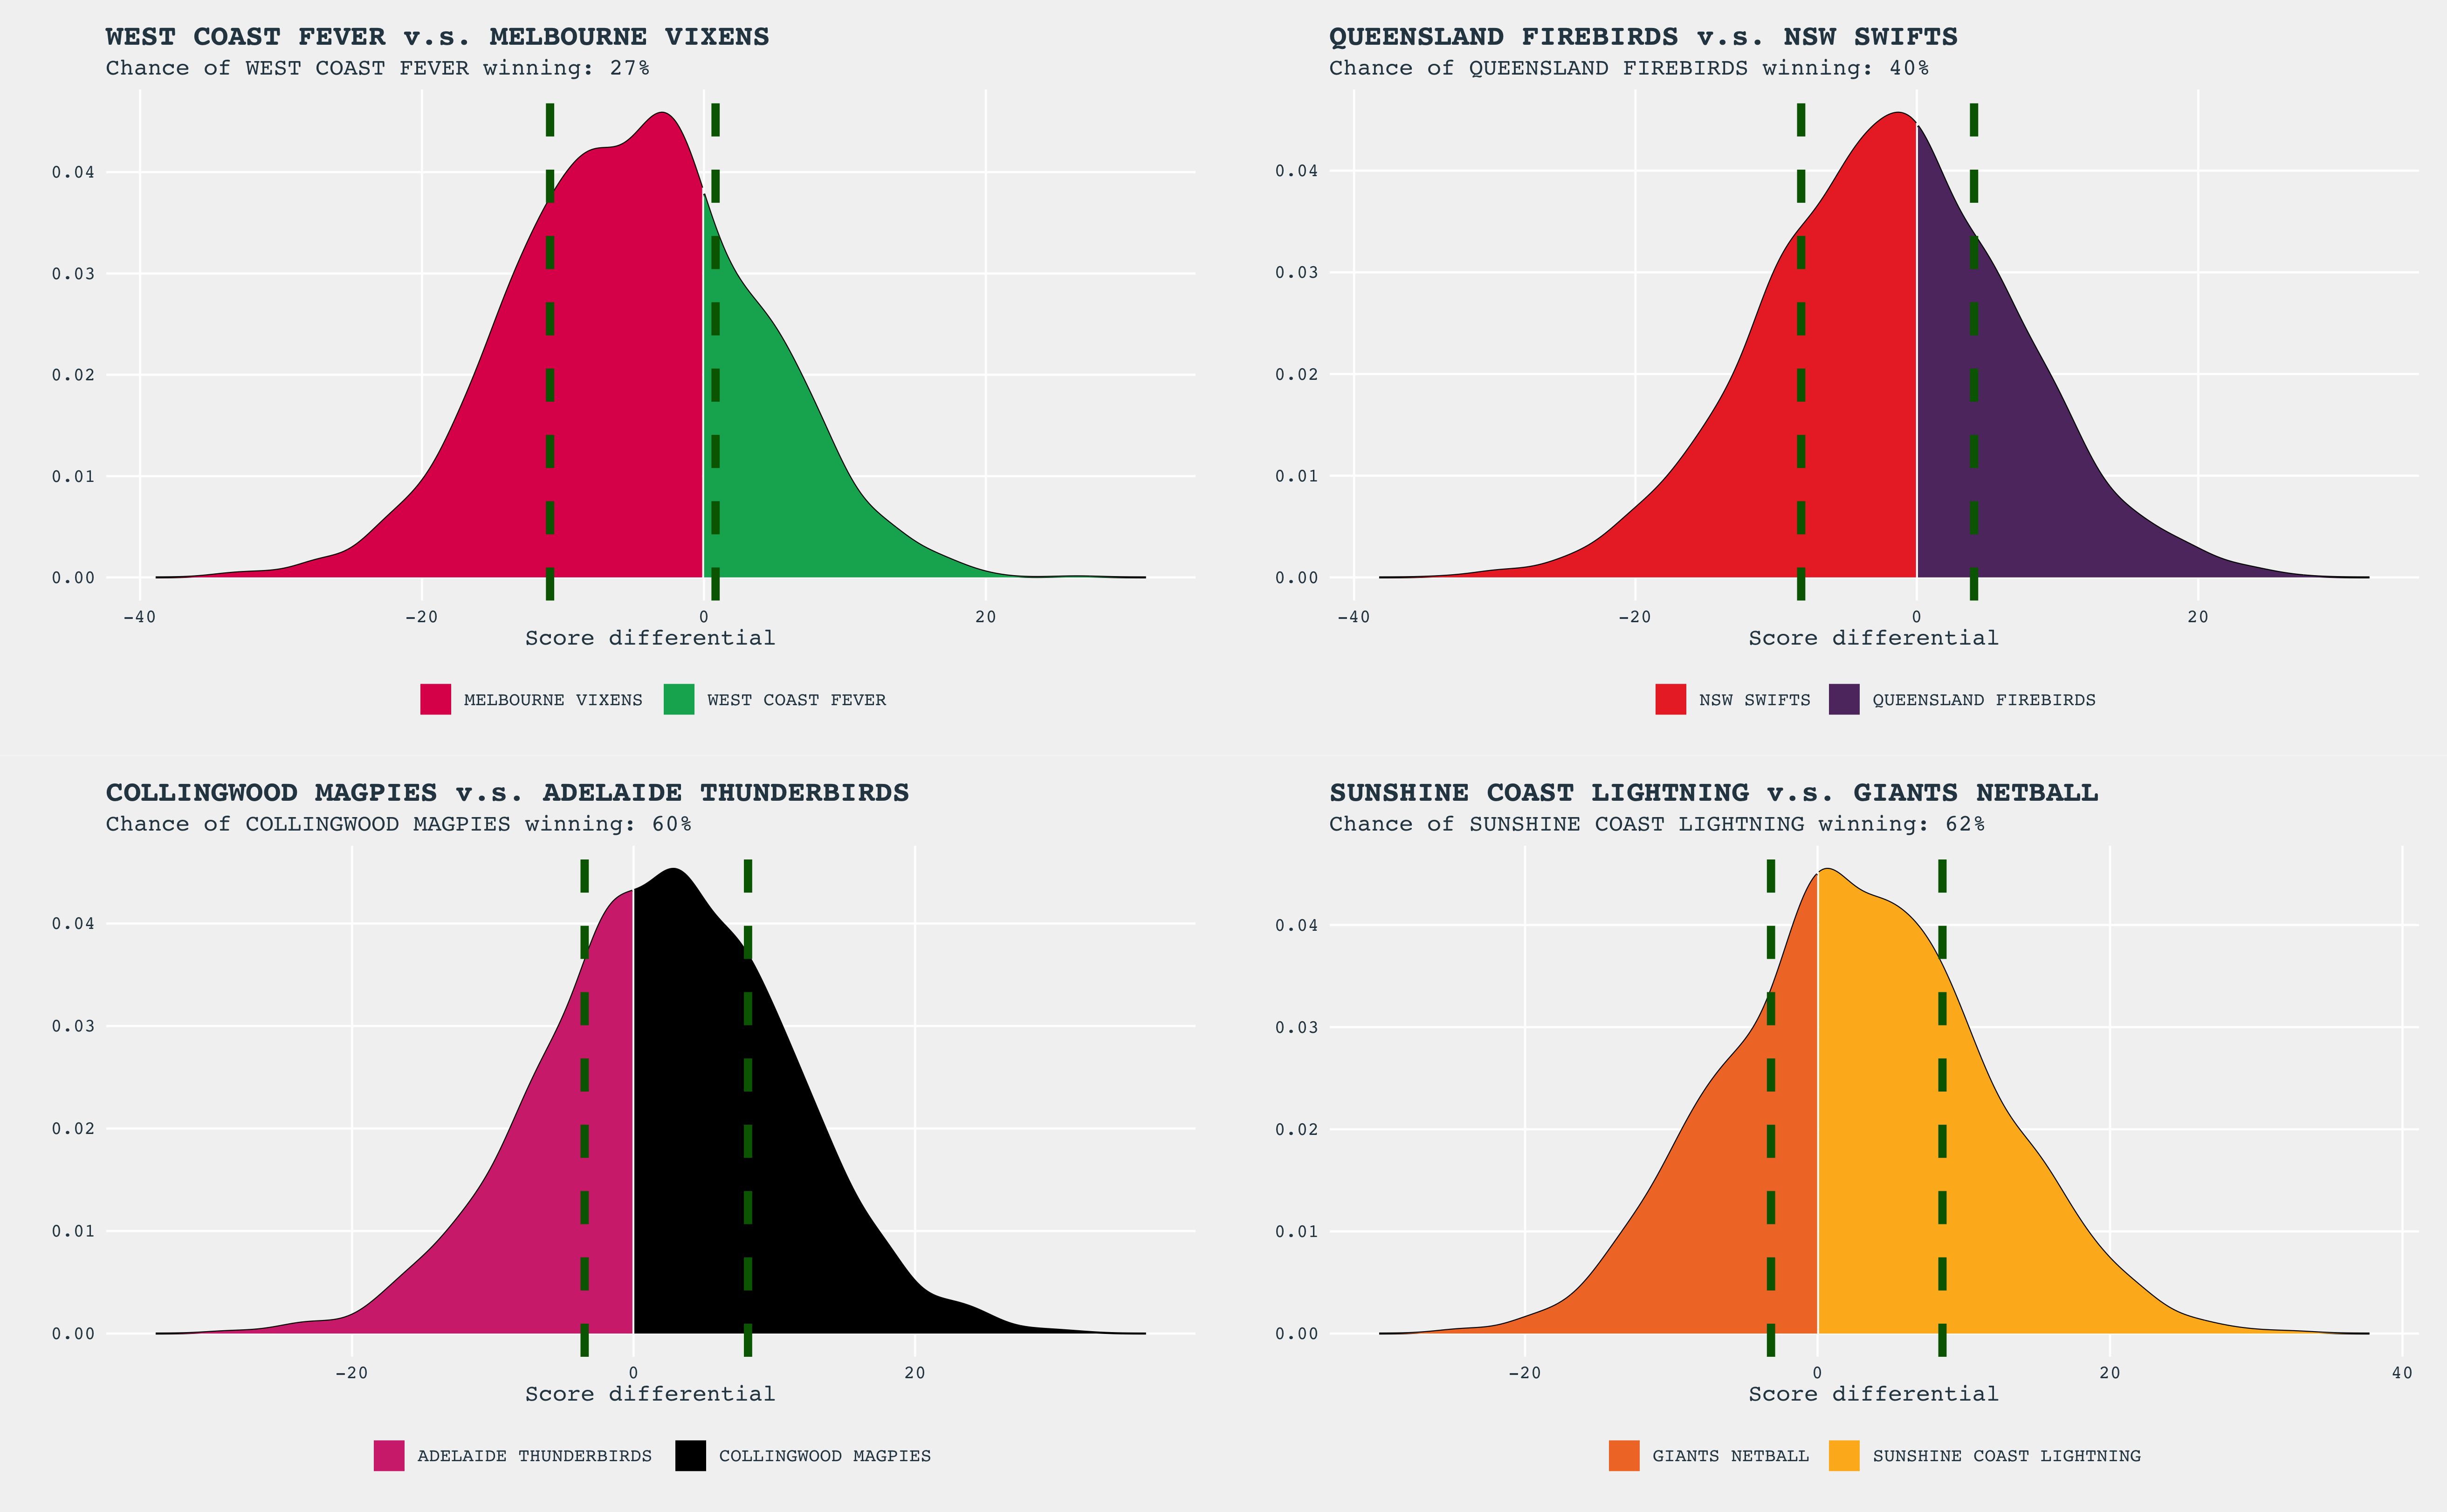 WEST COAST FEVER v.s. MELBOURNE VIXENS
Chance of WEST COAST FEVER winning: 27%
0.04
0.03
0.02
0.01
0.00
-40 -20 0 20
Score differential
MELBOURNE VIXENS WEST COAST FEVER
QUEENSLAND FIREBIRDS v.s. NSW SWIFTS
Chance of QUEENSLAND FIREBIRDS winning: 40%
0.04
0.03
0.02
0.01
0.00
-40 -20 0 20
Score differential
NSW SWIFTS QUEENSLAND FIREBIRDS
COLLINGWOOD MAGPIES v.s. ADELAIDE THUNDERBIRDS
Chance of COLLINGWOOD MAGPIES winning: 60%
0.04
0.03
0.02
0.01
0.00
-20 0 20
Score differential
ADELAIDE THUNDERBIRDS COLLINGWOOD MAGPIES
SUNSHINE COAST LIGHTNING v.s. GIANTS NETBALL
Chance of SUNSHINE COAST LIGHTNING winning: 62%
0.04
0.03
0.02
0.01
0.00
-20 0 20 40
Score differential
GIANTS NETBALL SUNSHINE COAST LIGHTNING